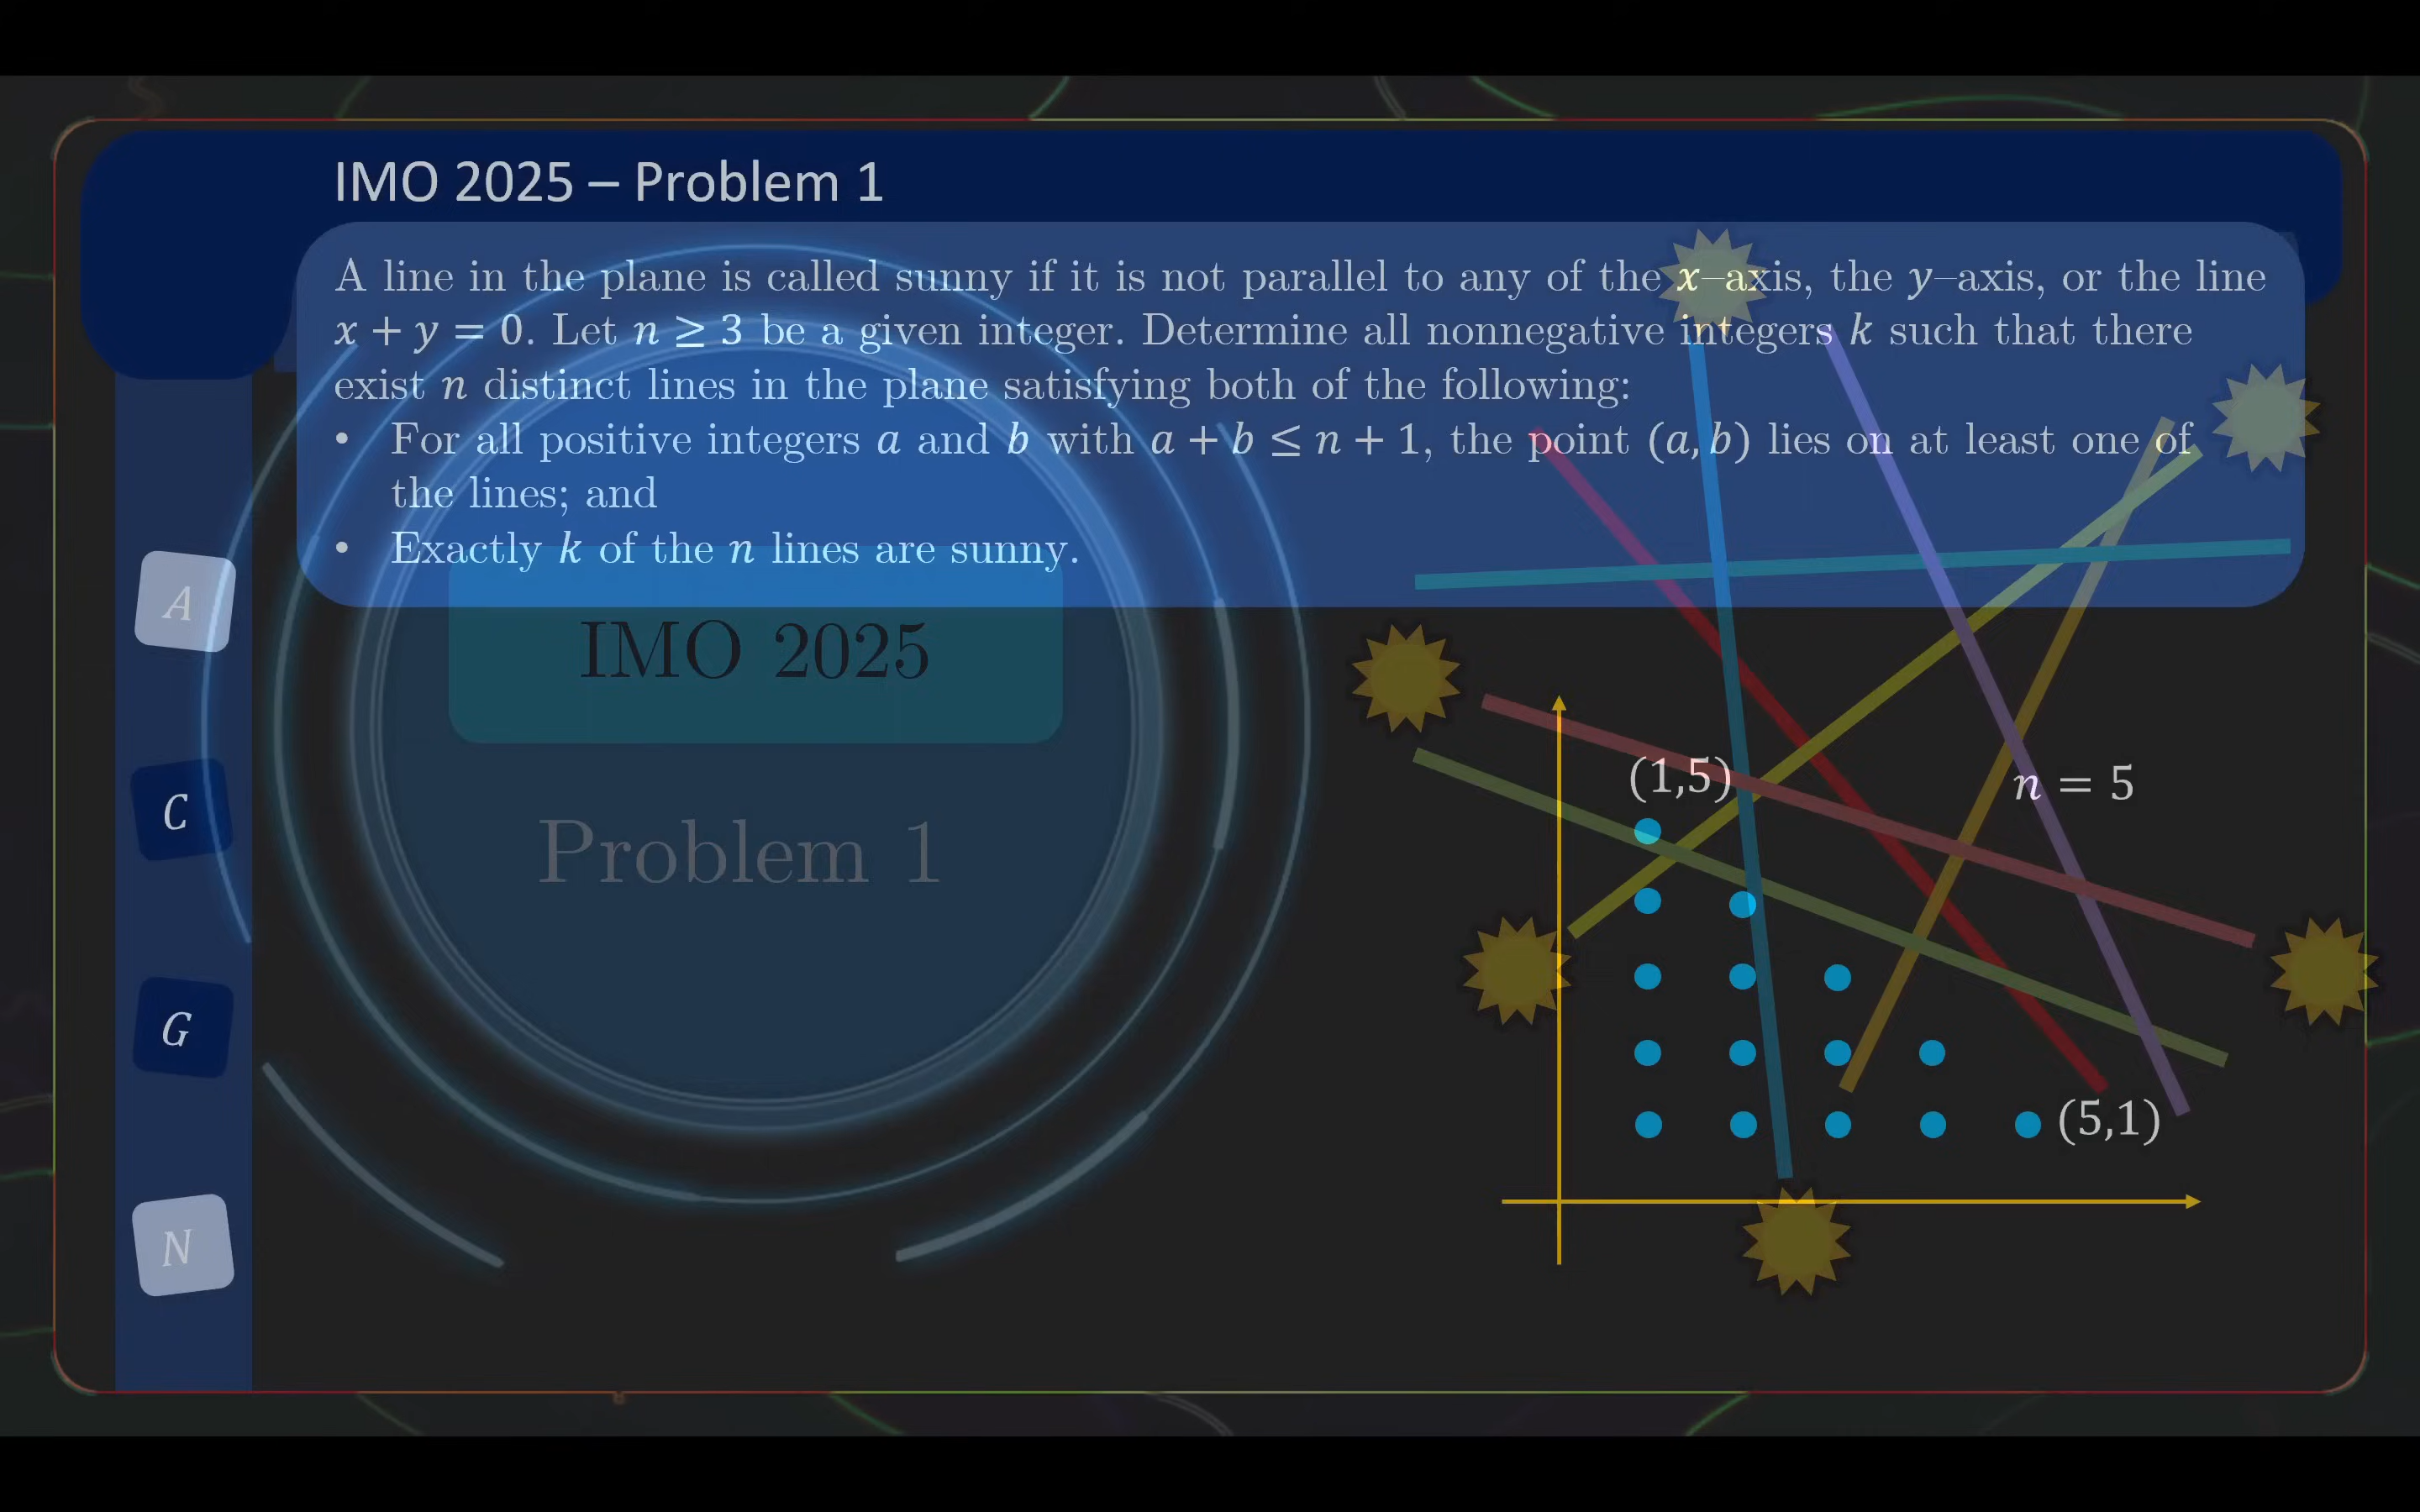 IMO 2025 – Problem 1
A line in the plane is called sunny if it is not parallel to any of the x–axis, the y–axis, or the line
x + y = 0. Let n ≥ 3 be a given integer. Determine all nonnegative integers k such that there
exist n distinct lines in the plane satisfying both of the following:
• For all positive integers a and b with a + b ≤ n + 1, the point (a, b) lies on at least one of
the lines; and
• Exactly k of the n lines are sunny.
A
C
G
N
IMO 2025
Problem 1
(1,5)
n = 5
(5,1)